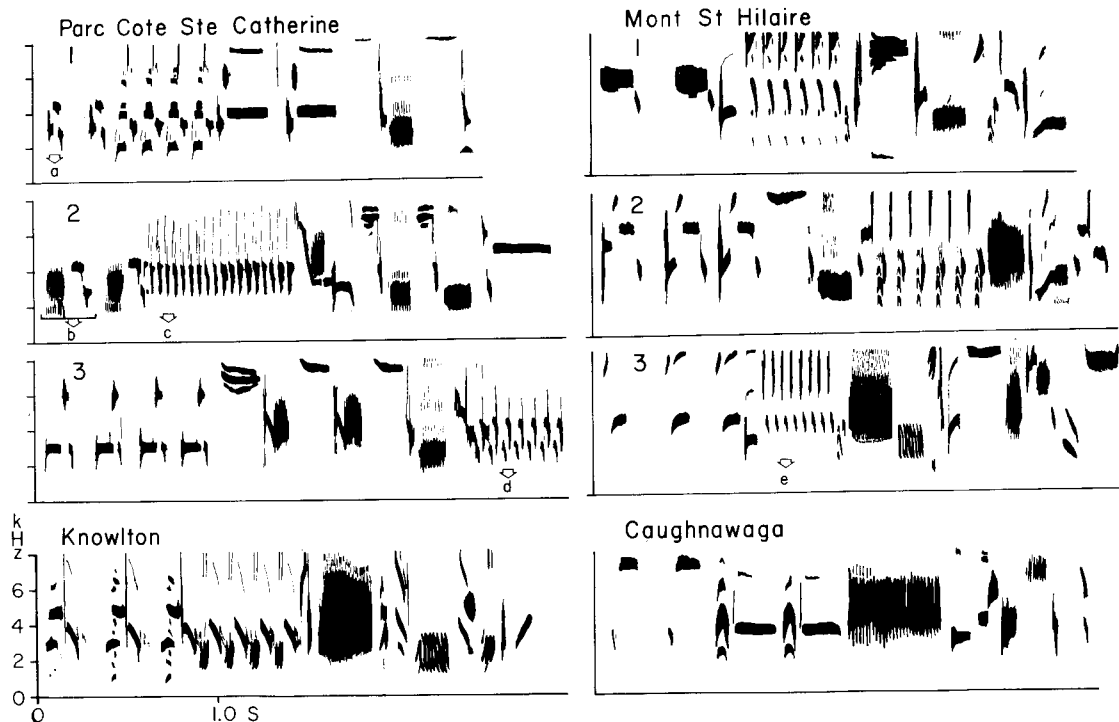 Parc Cote Ste Catherine
1
a
2
b
c
3
d
Mont St Hilaire
1
2
3
e
k
H
z
Knowlton
6
4
2
0
0
1.0 S
Caughnawaga